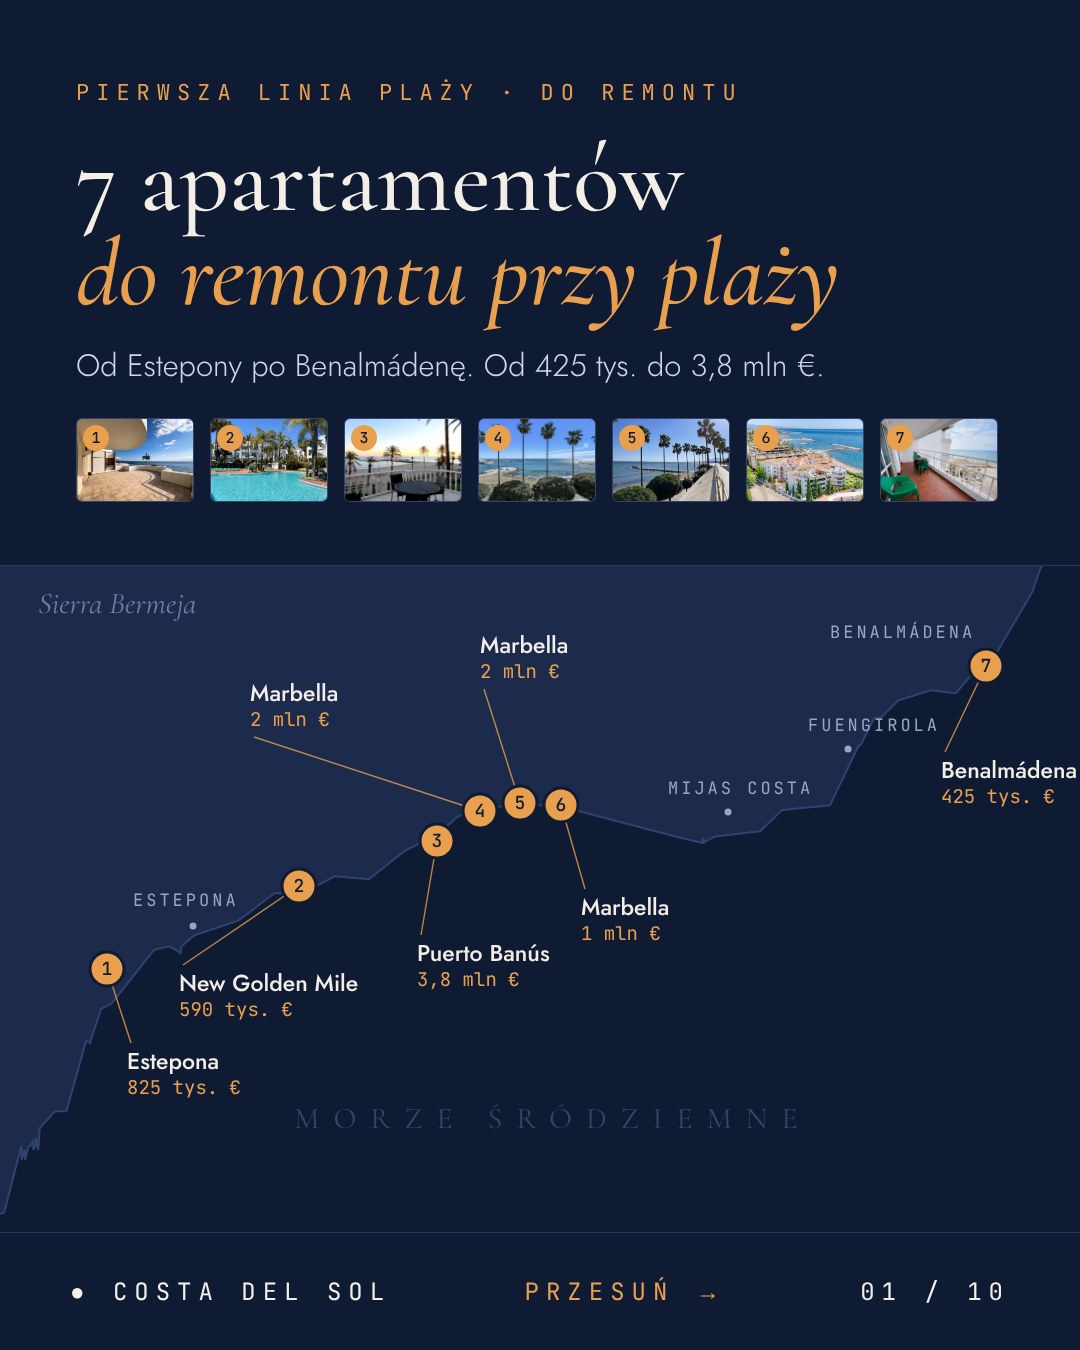 PIERWSZA LINIA PLAŻY · DO REMONTU
7 apartamentów
do remontu przy plaży
Od Estepony po Benalmádenę. Od 425 tys. do 3,8 mln €.
1 2 3 4 5 6 7
Sierra Bermeja
BENALMÁDENA
Marbella
2 mln €
7
Marbella
2 mln €
FUENGIROLA
Benalmádena
425 tys. €
MIJAS COSTA
4 5 6
3
2
ESTEPONA
Marbella
1 mln €
Puerto Banús
3,8 mln €
1
New Golden Mile
590 tys. €
Estepona
825 tys. €
MORZE ŚRÓDZIEMNE
• COSTA DEL SOL
PRZESUŃ →
01 / 10